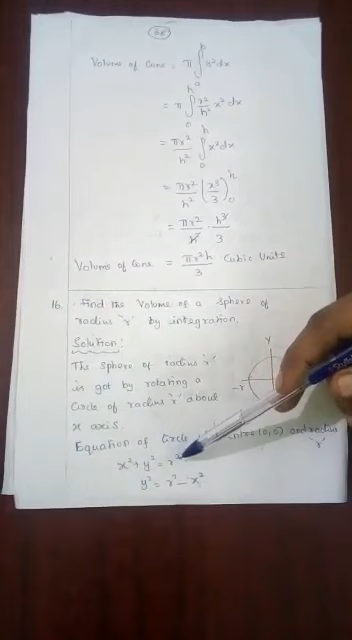 38
Volume of Cone = π ∫₀ʰ y² dx
= π ∫₀ʰ r²/h² x² dx
= πr²/h² ∫₀ʰ x² dx
= πr²/h² (x³/3)₀ʰ
= πr²/h² · h³/3
Volume of Cone = πr²h/3 Cubic Units
16. Find the Volume of a sphere of
radius 'r' by integration.
Solution:
The sphere of radius 'r'
is got by rotating a
Circle of radius 'r' about
x axis.
Y
-r
Equation of Circle (0,0) and radius
'r'
x² + y² = r²
y² = r² - x²